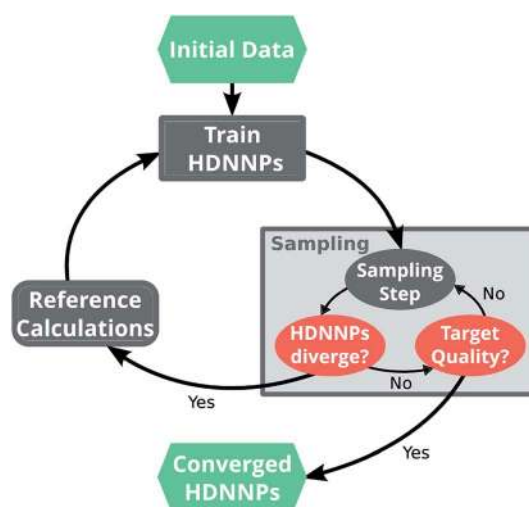 Initial Data
Train
HDNNPs
Sampling
Sampling
Step
No
Reference
Calculations
HDNNPs
diverge?
Target
Quality?
No
Yes
Yes
Converged
HDNNPs